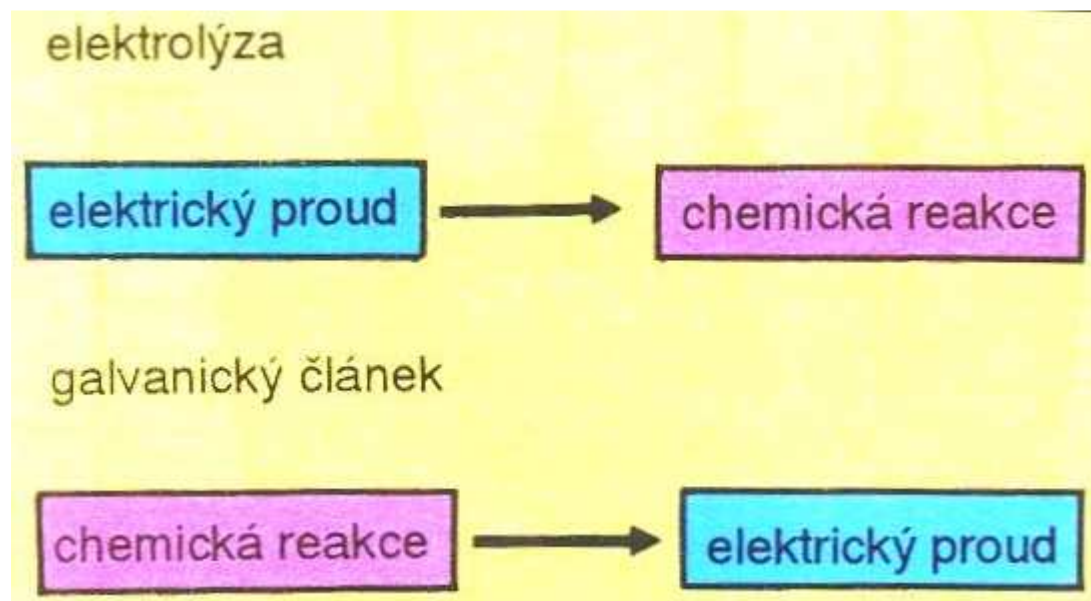 elektrolýza
elektrický proud
chemická reakce
galvanický článek
chemická reakce
elektrický proud